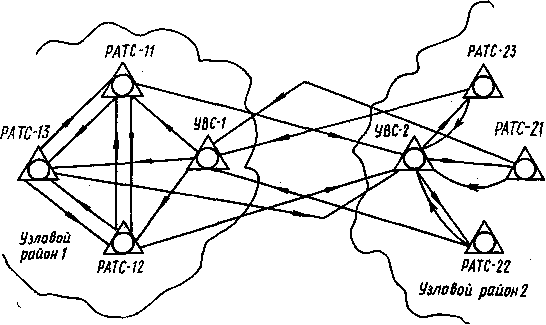 РАТС-11
РАТС-23
РАТС-13
УВС-1
УВС-2
РАТС-21
Узловой
район 1
РАТС-12
РАТС-22
Узловой район 2